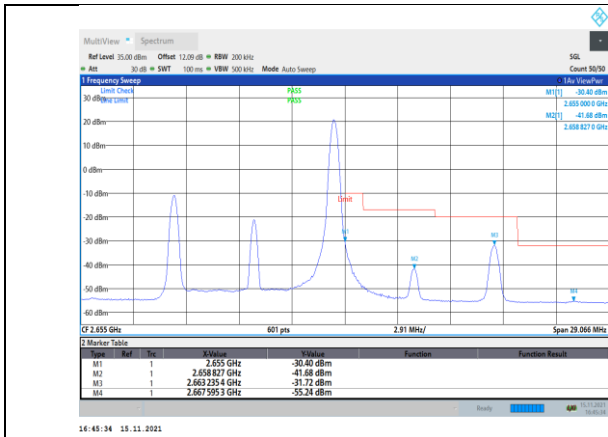 MultiView Spectrum
Ref Level 35.00 dBm Offset 12.09 dB RBW 200 kHz SGL
Att 30 dB SWT 100 ms VBW 500 kHz Mode Auto Sweep Count 50/50
1 Frequency Sweep 1Av ViewPwr
Limit Check PASS M1[1] -30.40 dBm
30 dBm
Line Limit PASS 2.655 000 0 GHz
M2[1] -41.68 dBm
20 dBm 2.658 827 0 GHz
10 dBm
0 dBm
-10 dBm
Limit
-20 dBm
-30 dBm M1 M3
-40 dBm M2
-50 dBm M4
-60 dBm
CF 2.655 GHz 601 pts 2.91 MHz/ Span 29.066 MHz
2 Marker Table
Type Ref Trc X-Value Y-Value Function Function Result
M1 1 2.655 GHz -30.40 dBm
M2 1 2.658 827 GHz -41.68 dBm
M3 1 2.663 235 4 GHz -31.72 dBm
M4 1 2.667 595 3 GHz -55.24 dBm
Ready 15.11.2021
16:45:34
16:45:34 15.11.2021